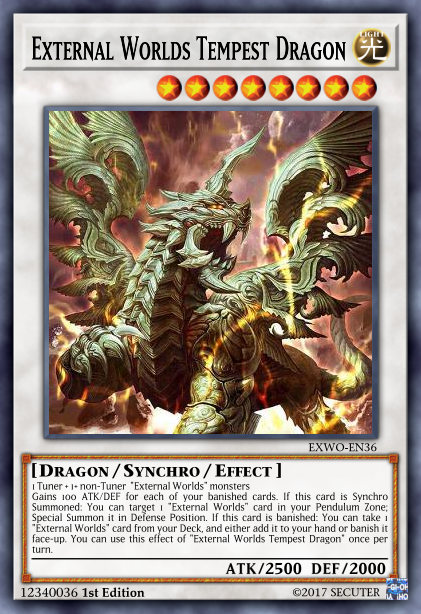 External Worlds Tempest Dragon
LIGHT
光
EXWO-EN36
[Dragon / Synchro / Effect]
1 Tuner + 1+ non-Tuner "External Worlds" monsters
Gains 100 ATK/DEF for each of your banished cards. If this card is Synchro
Summoned: You can target 1 "External Worlds" card in your Pendulum Zone;
Special Summon it in Defense Position. If this card is banished: You can take 1
"External Worlds" card from your Deck, and either add it to your hand or banish it
face-up. You can use this effect of "External Worlds Tempest Dragon" once per
turn.
ATK/2500 DEF/2000
12340036 1st Edition
©2017 SECUTER